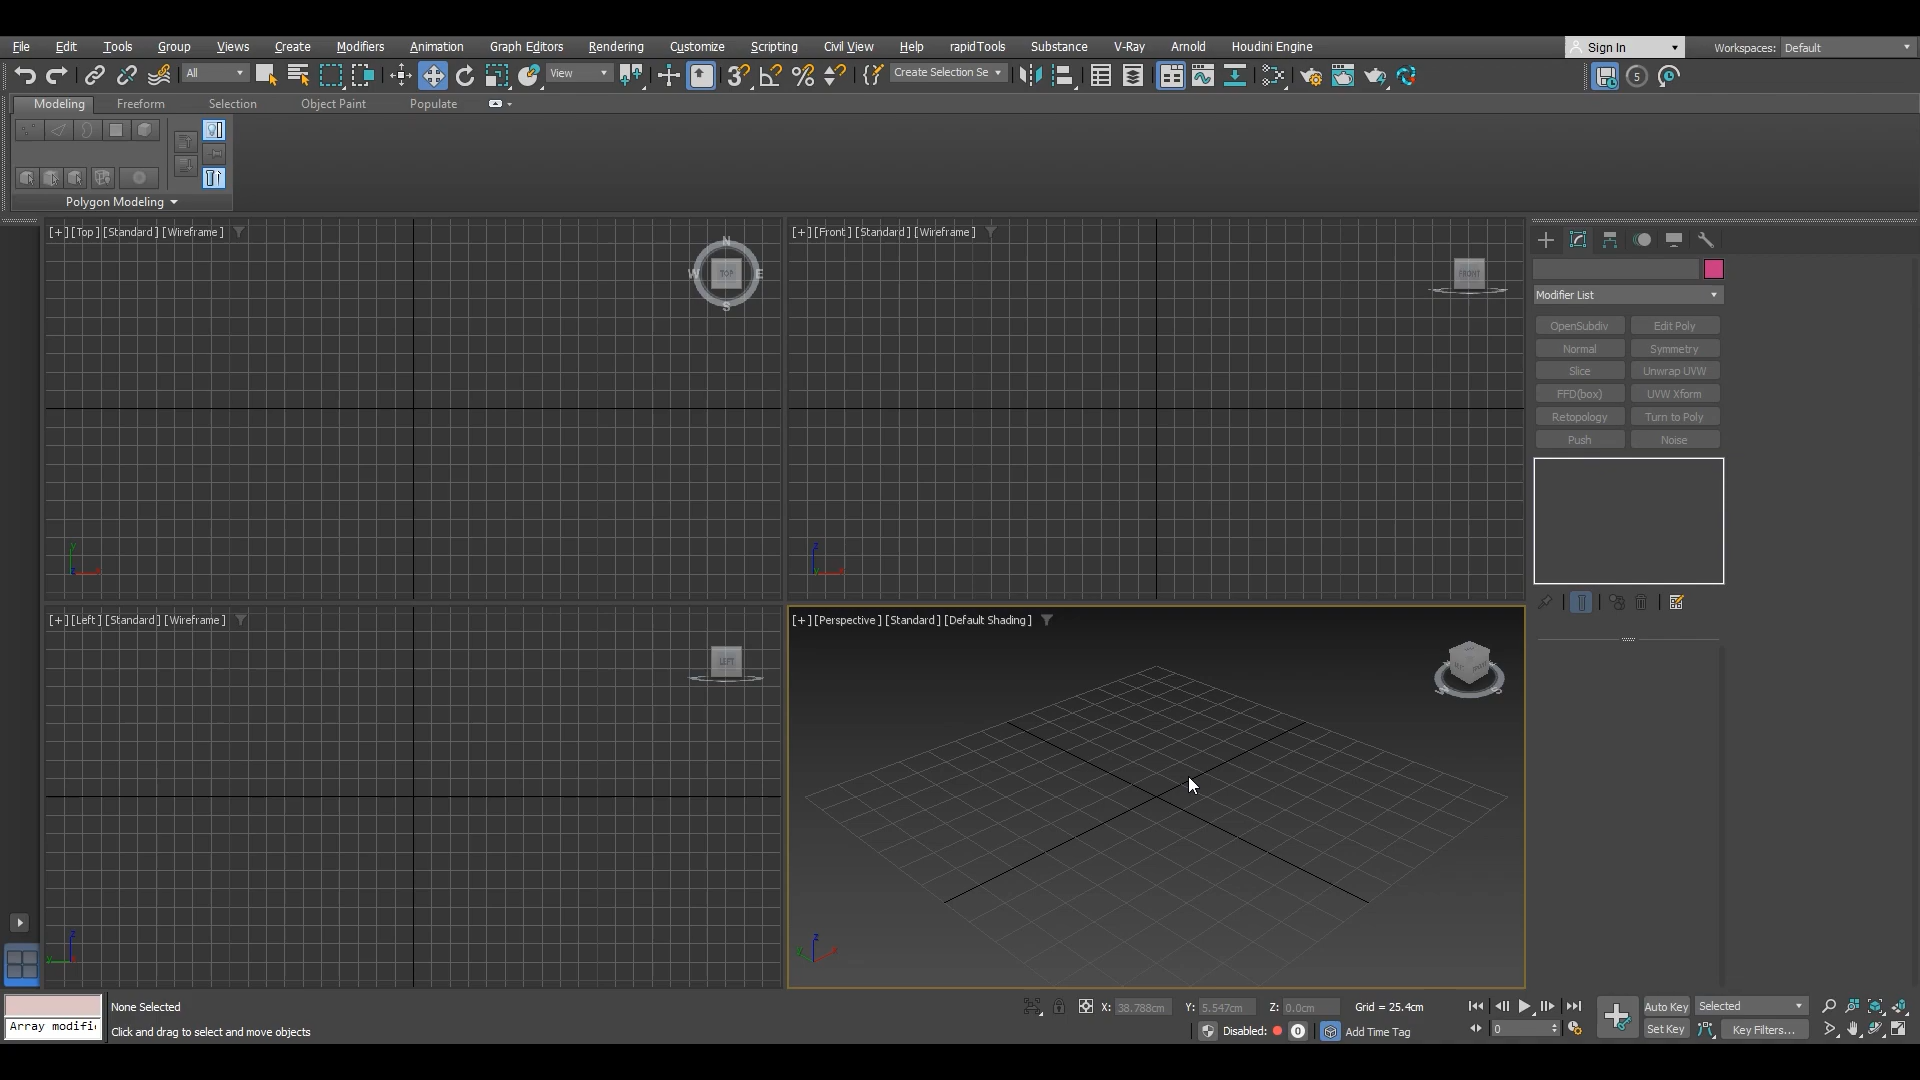 File Edit Tools Group Views Create Modifiers Animation Graph Editors Rendering Customize Scripting Civil View Help rapidTools Substance V-Ray Arnold Houdini Engine Sign In Workspaces: Default
All View Create Selection Se 5
Modeling Freeform Selection Object Paint Populate
Polygon Modeling
[+] [Top] [Standard] [Wireframe]
N
W TOP E
S
y
z x
[+] [Front] [Standard] [Wireframe]
FRONT
z
y x
[+] [Left] [Standard] [Wireframe]
LEFT
z
y x
[+] [Perspective] [Standard] [Default Shading]
W S
z
y x
Modifier List
OpenSubdiv Edit Poly
Normal Symmetry
Slice Unwrap UVW
FFD(box) UVW Xform
Retopology Turn to Poly
Push Noise
None Selected X: 38.788cm Y: 5.547cm Z: 0.0cm Grid = 25.4cm Auto Key Selected
Array modifi Click and drag to select and move objects Disabled: 0 Add Time Tag 0 Set Key Key Filters...